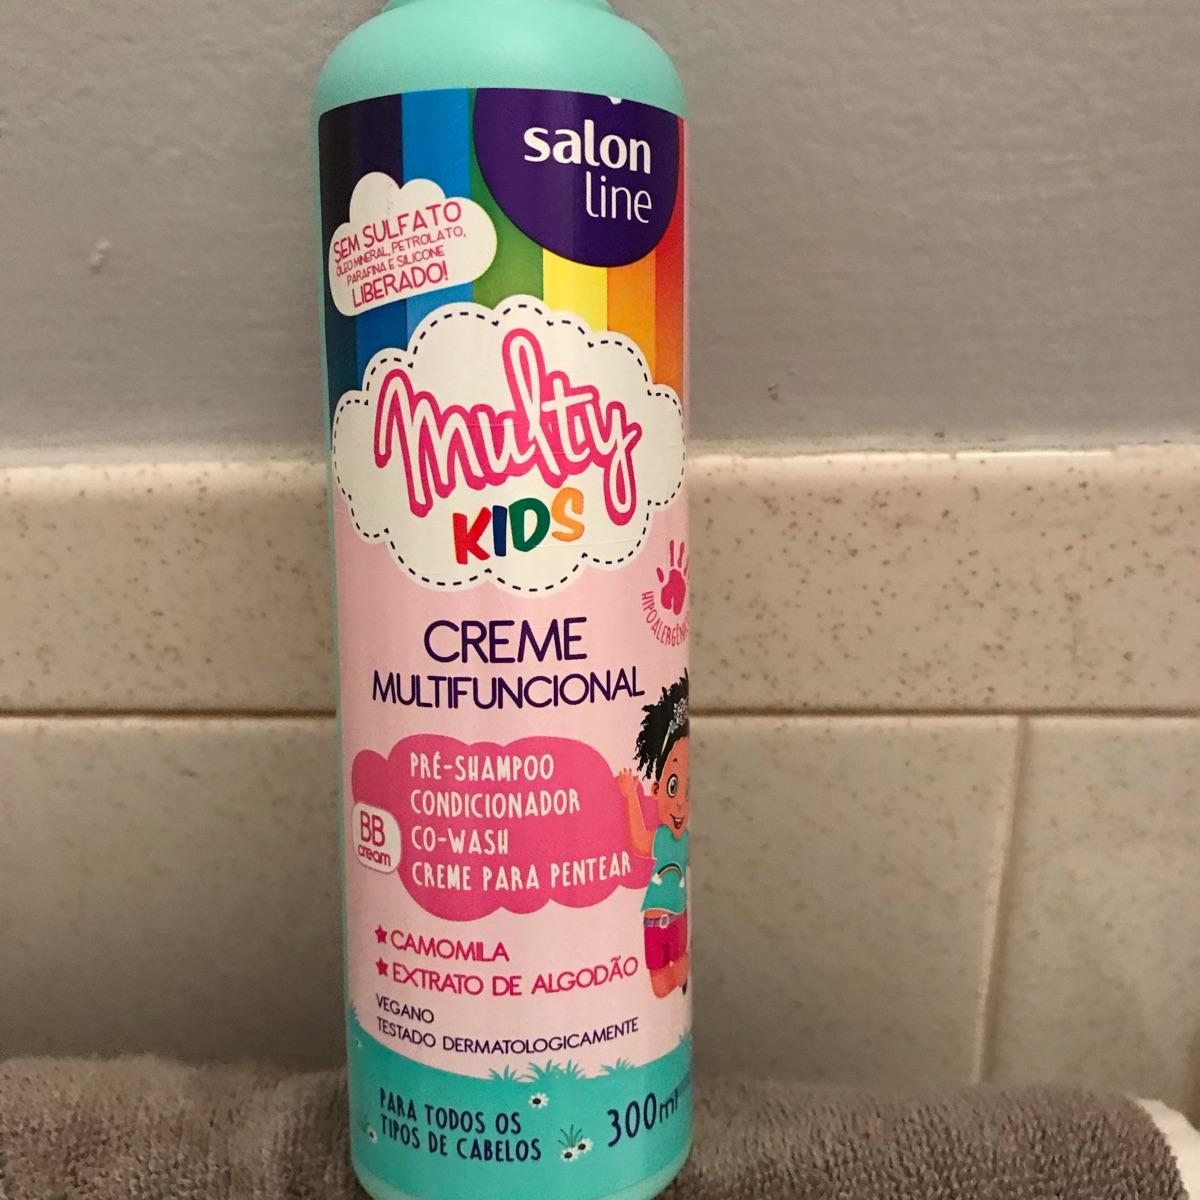 salon
line
SEM SULFATO
ÓLEO MINERAL, PETROLATO,
PARAFINA E SILICONE
LIBERADO!
Multy
KIDS
HIPOALERGÊNICO
CREME
MULTIFUNCIONAL
PRÉ-SHAMPOO
CONDICIONADOR
CO-WASH
CREME PARA PENTEAR
BB
cream
CAMOMILA
EXTRATO DE ALGODÃO
VEGANO
TESTADO DERMATOLOGICAMENTE
PARA TODOS OS
TIPOS DE CABELOS
300ml